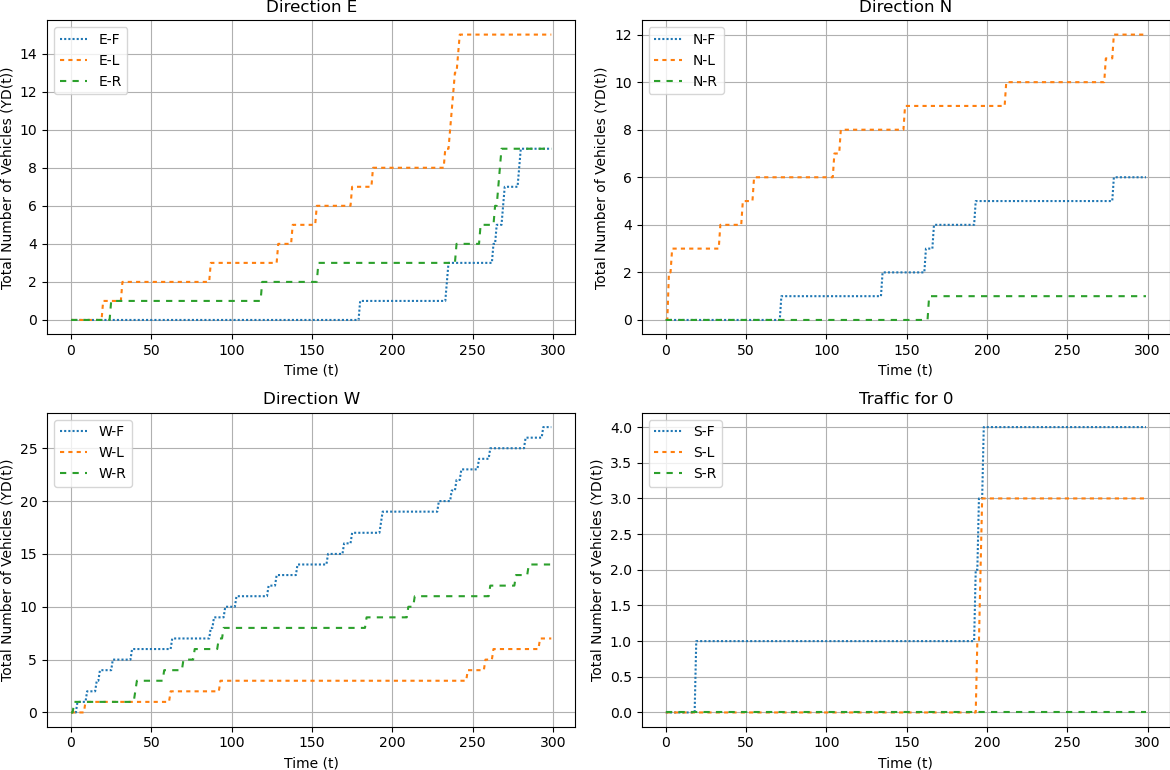 Direction E
Total Number of Vehicles (YD(t))
14
12
10
8
6
4
2
0
E-F
E-L
E-R
0 50 100 150 200 250 300
Time (t)
Direction N
Total Number of Vehicles (YD(t))
12
10
8
6
4
2
0
N-F
N-L
N-R
0 50 100 150 200 250 300
Time (t)
Direction W
Total Number of Vehicles (YD(t))
25
20
15
10
5
0
W-F
W-L
W-R
0 50 100 150 200 250 300
Time (t)
Traffic for 0
Total Number of Vehicles (YD(t))
4.0
3.5
3.0
2.5
2.0
1.5
1.0
0.5
0.0
S-F
S-L
S-R
0 50 100 150 200 250 300
Time (t)